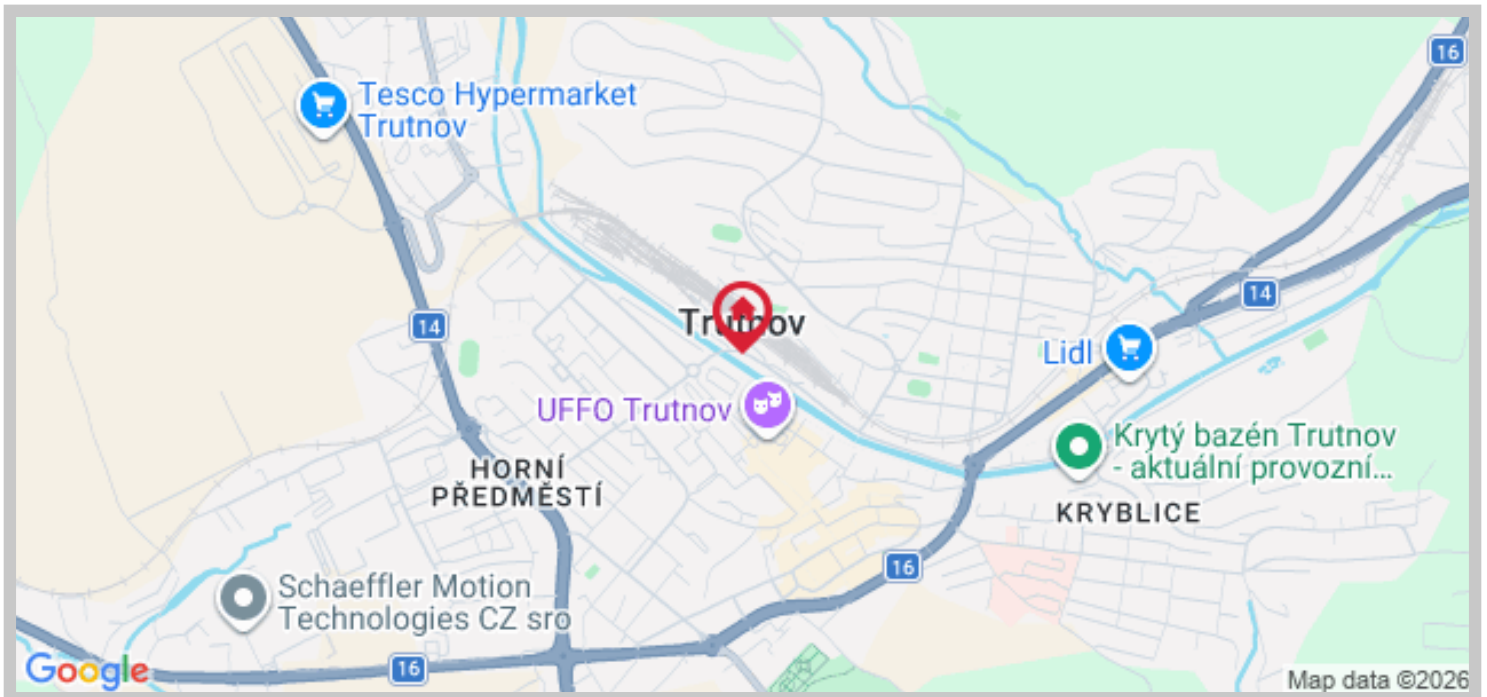 16
Tesco Hypermarket
Trutnov
14
14
Trutnov
Lidl
UFFO Trutnov
Krytý bazén Trutnov
- aktuální provozní...
HORNÍ
PŘEDMĚSTÍ
KRYBLICE
16
Schaeffler Motion
Technologies CZ sro
16
Google
Map data ©2026